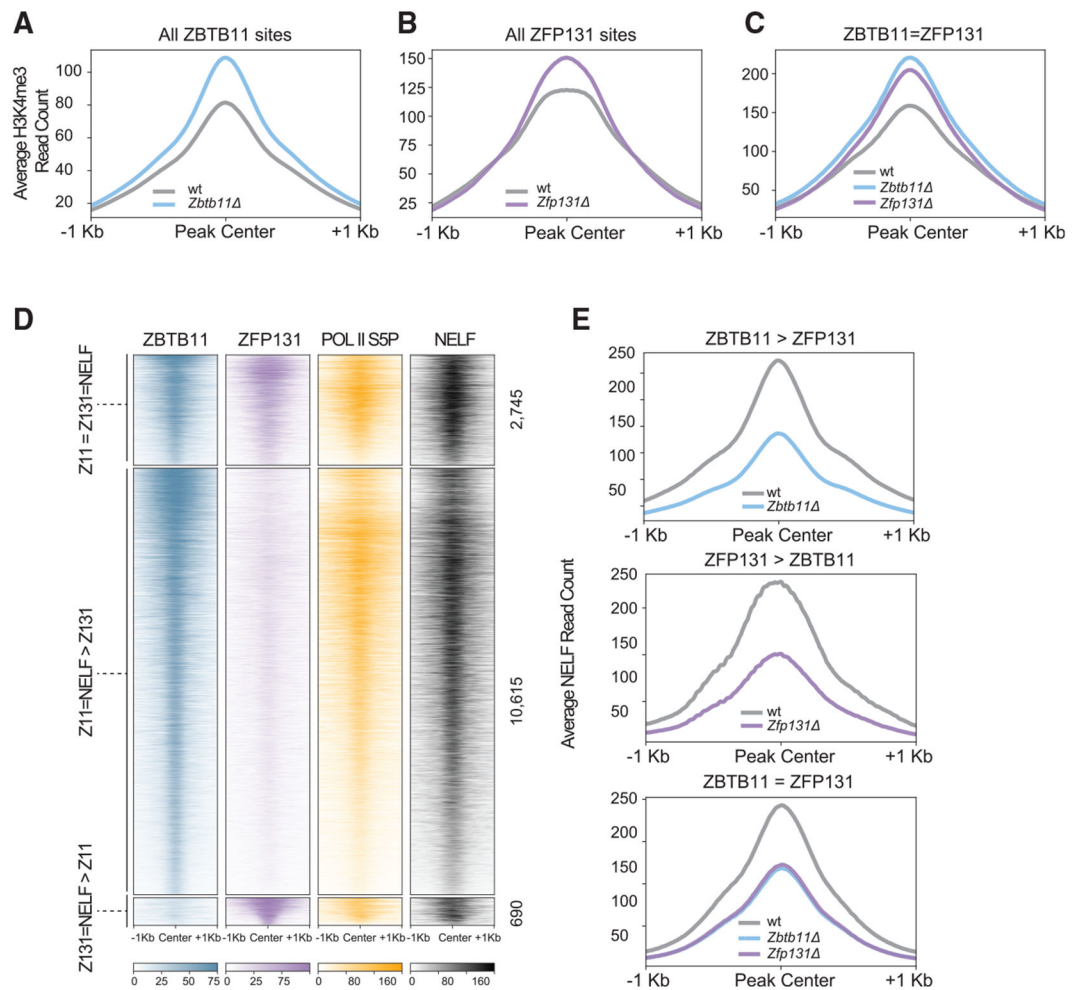 A
All ZBTB11 sites
Average H3K4me3
Read Count
100
80
60
40
20
wt
Zbtb11Δ
-1 Kb
Peak Center
+1 Kb
B
All ZFP131 sites
150
125
100
75
50
25
wt
Zfp131Δ
-1 Kb
Peak Center
+1 Kb
C
ZBTB11=ZFP131
200
150
100
50
wt
Zbtb11Δ
Zfp131Δ
-1 Kb
Peak Center
+1 Kb
D
ZBTB11
ZFP131
POL II S5P
NELF
Z11 = Z131=NELF
2,745
Z11=NELF > Z131
10,615
Z131=NELF > Z11
690
-1Kb Center +1Kb
-1Kb Center +1Kb
-1Kb Center +1Kb
-1Kb Center +1Kb
0 25 50 75
0 25 50 75
0 160
0 160
E
Average NELF Read Count
ZBTB11 > ZFP131
250
200
150
100
50
wt
Zbtb11Δ
-1 Kb
Peak Center
+1 Kb
ZFP131 > ZBTB11
250
200
150
100
50
wt
Zfp131Δ
-1 Kb
Peak Center
+1 Kb
ZBTB11 = ZFP131
250
200
150
100
50
wt
Zbtb11Δ
Zfp131Δ
-1 Kb
Peak Center
+1 Kb